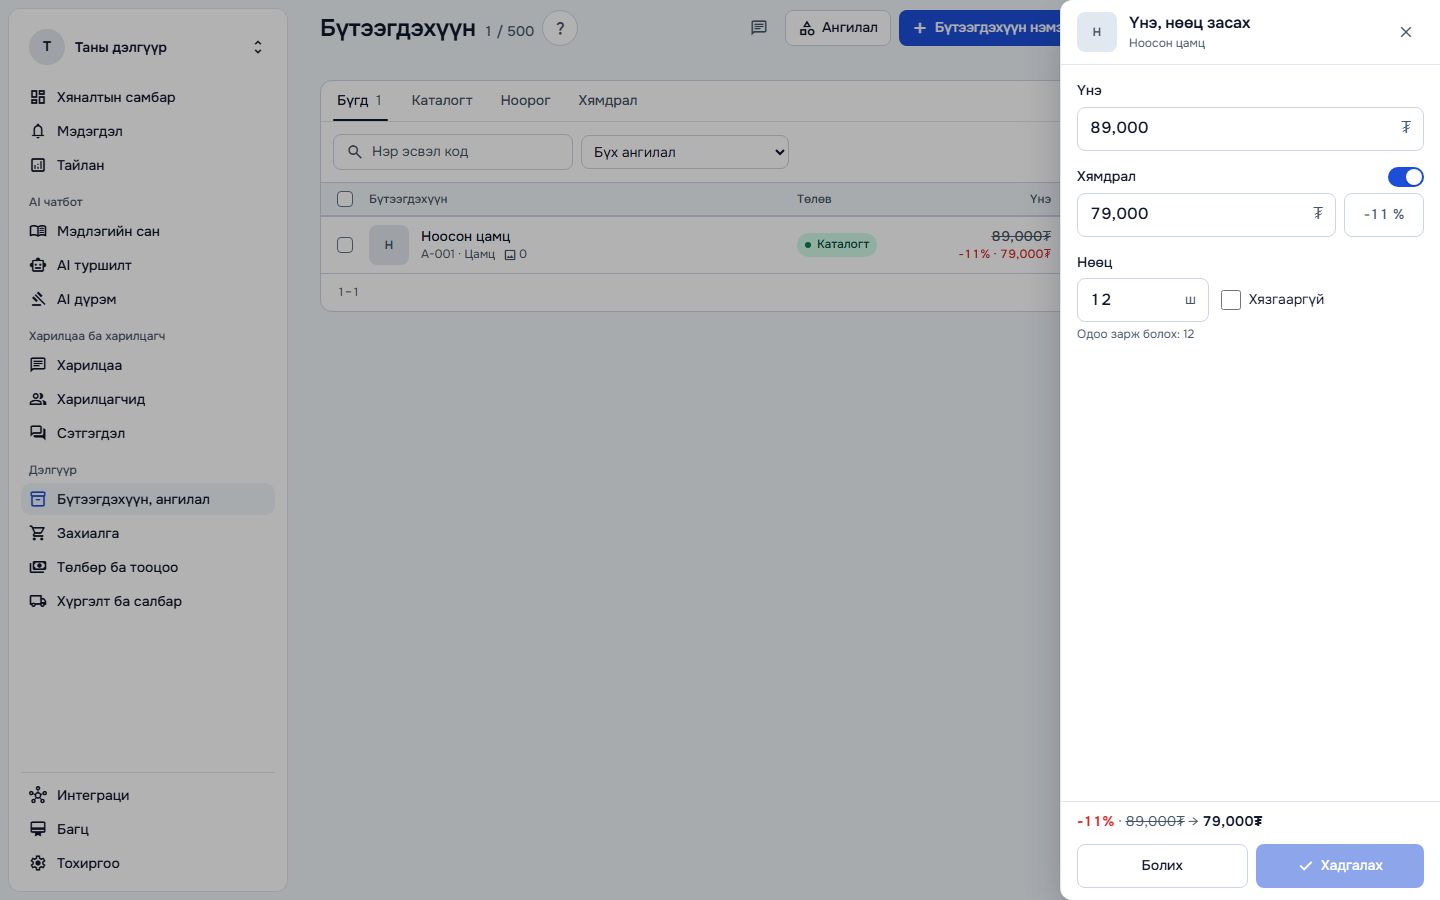 Т
Таны дэлгүүр
Хяналтын самбар
Мэдэгдэл
Тайлан
AI чатбот
Мэдлэгийн сан
AI туршилт
AI дүрэм
Харилцаа ба харилцагч
Харилцаа
Харилцагчид
Сэтгэгдэл
Дэлгүүр
Бүтээгдэхүүн, ангилал
Захиалга
Төлбөр ба тооцоо
Хүргэлт ба салбар
Интеграци
Багц
Тохиргоо
Бүтээгдэхүүн 1 / 500 ?
Ангилал
+ Бүтээгдэхүүн нэмэ
Бүгд 1 Каталогт Ноорог Хямдрал
Нэр эсвэл код
Бүх ангилал
Бүтээгдэхүүн Төлөв Үнэ
Н
Ноосон цамц
А-001 · Цамц 0
Каталогт
89,000₮
-11% · 79,000₮
1–1
Н
Үнэ, нөөц засах
Ноосон цамц
Үнэ
89,000 ₮
Хямдрал
79,000 ₮ -11 %
Нөөц
12 ш Хязгааргүй
Одоо зарж болох: 12
-11% · 89,000₮ → 79,000₮
Болих Хадгалах